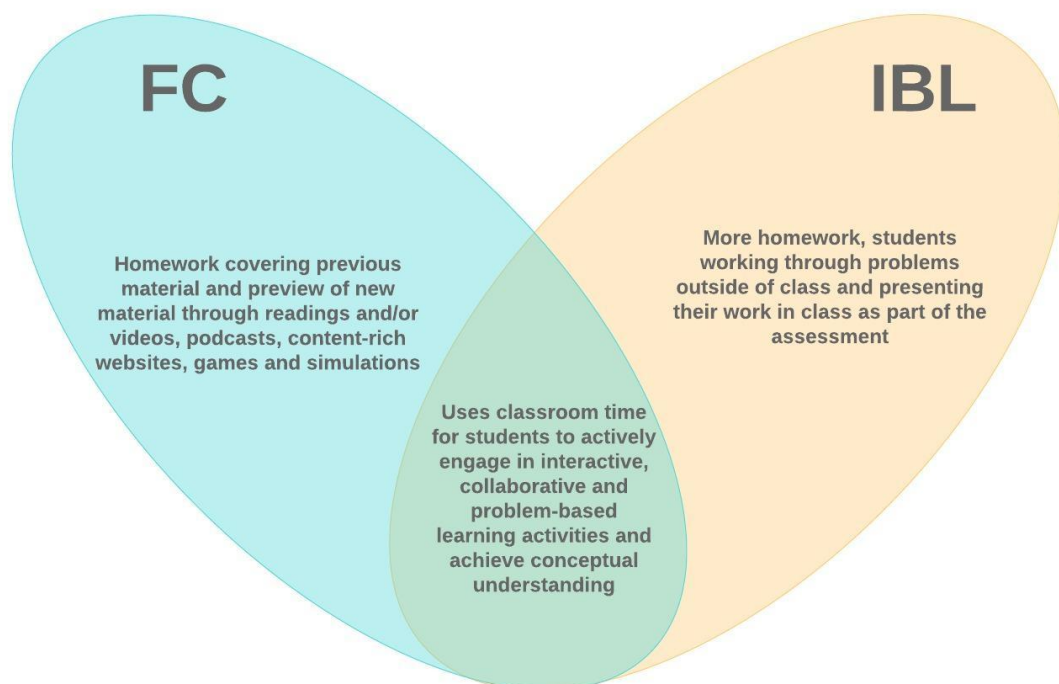 FC
IBL
Homework covering previous
material and preview of new
material through readings and/or
videos, podcasts, content-rich
websites, games and simulations
More homework, students
working through problems
outside of class and presenting
their work in class as part of the
assessment
Uses classroom time
for students to actively
engage in interactive,
collaborative and
problem-based
learning activities and
achieve conceptual
understanding